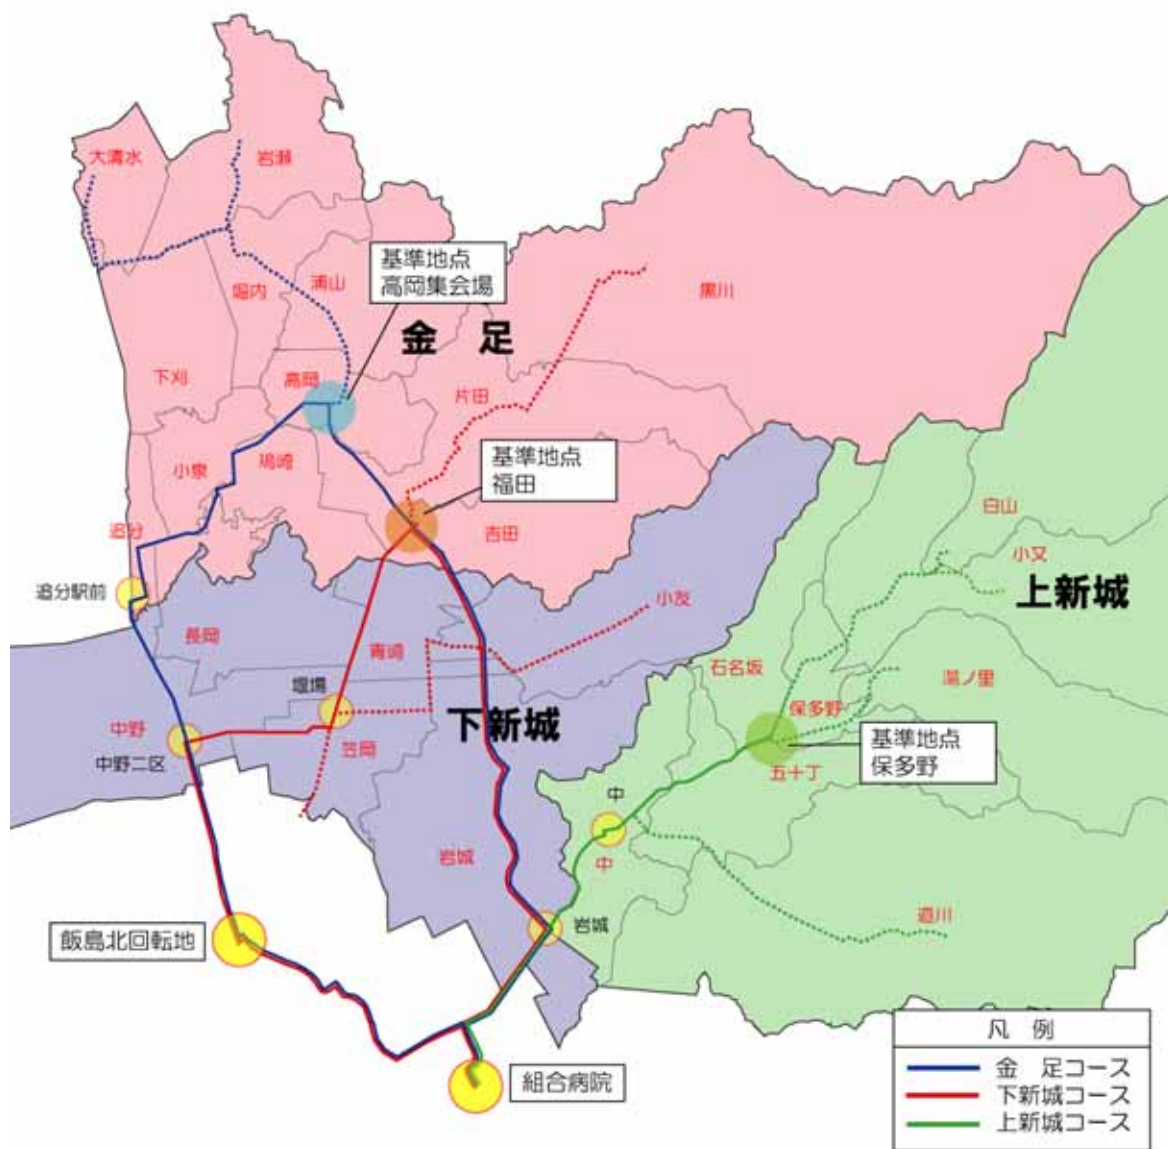 大清水
岩瀬
基準地点
高岡集会場
浦山
堀内
黒川
金 足
下刈
高岡
片田
基準地点
福田
小泉
鳰崎
白山
追分
吉田
小又
追分駅前
上新城
小友
長岡
青崎
石名坂
湯ノ里
堰場
保多野
中野
下新城
基準地点
保多野
中野二区
笠岡
五十丁
中
岩城
中
道川
岩城
飯島北回転地
凡 例
金 足コース
組合病院
下新城コース
上新城コース